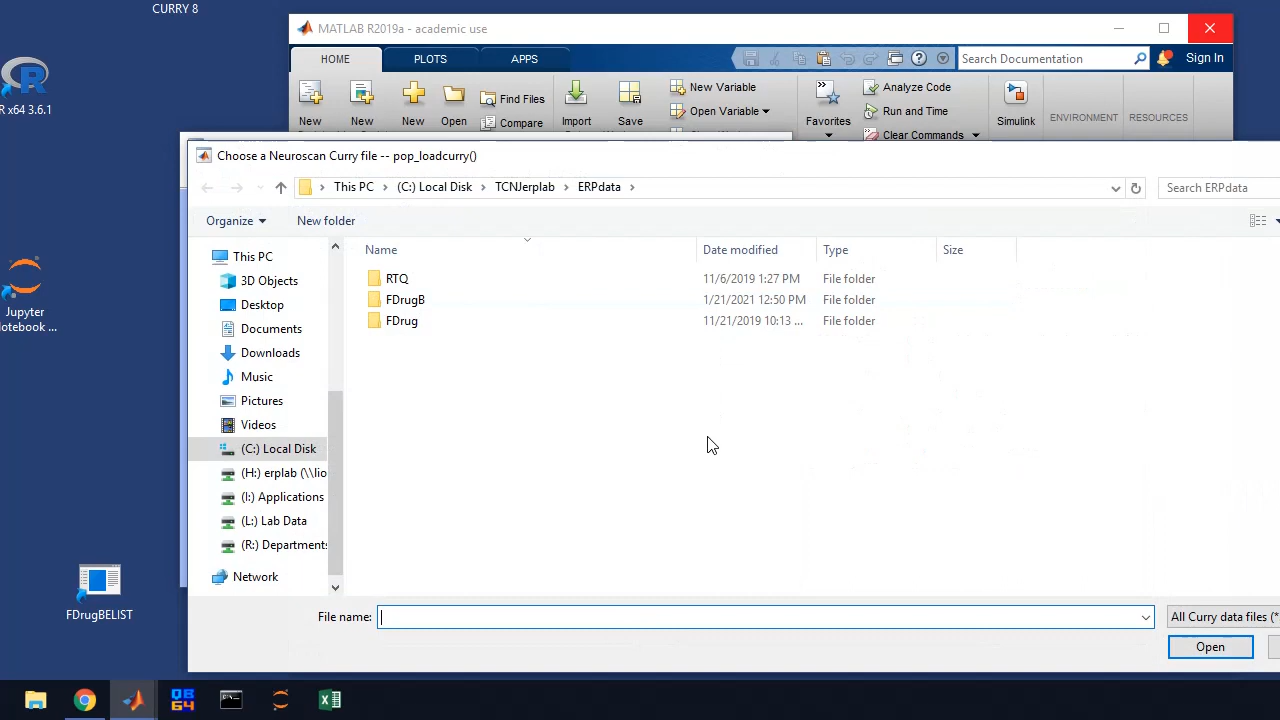 CURRY 8
R x64 3.6.1
Jupyter
Notebook ...
FDrugBELIST
MATLAB R2019a - academic use
HOME
PLOTS
APPS
Search Documentation
Sign In
New
New
New
Open
Find Files
Compare
Import
Save
New Variable
Open Variable
Favorites
Analyze Code
Run and Time
Clear Commands
Simulink
ENVIRONMENT
RESOURCES
Choose a Neuroscan Curry file -- pop_loadcurry()
This PC > (C:) Local Disk > TCNJerplab > ERPdata >
Search ERPdata
Organize
New folder
This PC
3D Objects
Desktop
Documents
Downloads
Music
Pictures
Videos
(C:) Local Disk
(H:) erplab (\\lio
(I:) Applications
(L:) Lab Data
(R:) Departments
Network
Name Date modified Type Size
RTQ 11/6/2019 1:27 PM File folder
FDrugB 1/21/2021 12:50 PM File folder
FDrug 11/21/2019 10:13 ... File folder
File name:
All Curry data files (*
Open
QB
64